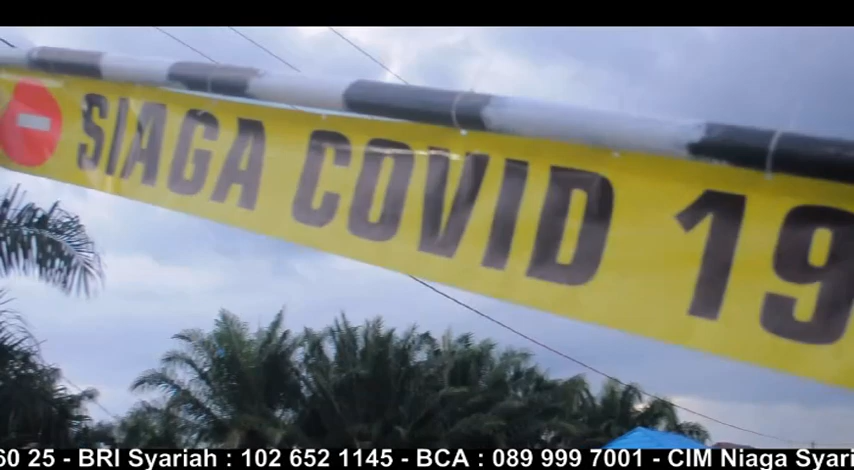 SIAGA COVID 19
60 25 - BRI Syariah : 102 652 1145 - BCA : 089 999 7001 - CIM Niaga Syari